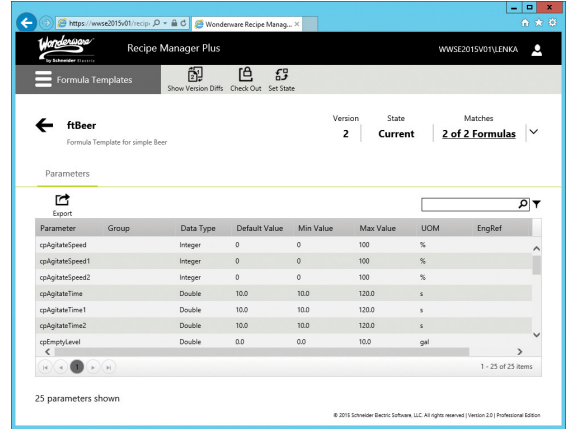 https://wwse2015v01/recip
Wonderware Recipe Manag...
Wonderware
by Schneider Electric
Recipe Manager Plus
WWSE2015V01\LENKA
Formula Templates
Show Version Diffs
Check Out
Set State
ftBeer
Formula Template for simple Beer
Version
2
State
Current
Matches
2 of 2 Formulas
Parameters
Export
Parameter Group Data Type Default Value Min Value Max Value UOM EngRef
cpAgitateSpeed Integer 0 0 100 %
cpAgitateSpeed1 Integer 0 0 100 %
cpAgitateSpeed2 Integer 0 0 100 %
cpAgitateTime Double 10.0 10.0 120.0 s
cpAgitateTime1 Double 10.0 10.0 120.0 s
cpAgitateTime2 Double 10.0 10.0 120.0 s
cpEmptyLevel Double 0.0 0.0 10.0 gal
1
1 - 25 of 25 items
25 parameters shown
© 2015 Schneider Electric Software, LLC. All rights reserved | Version 2.0 | Professional Edition